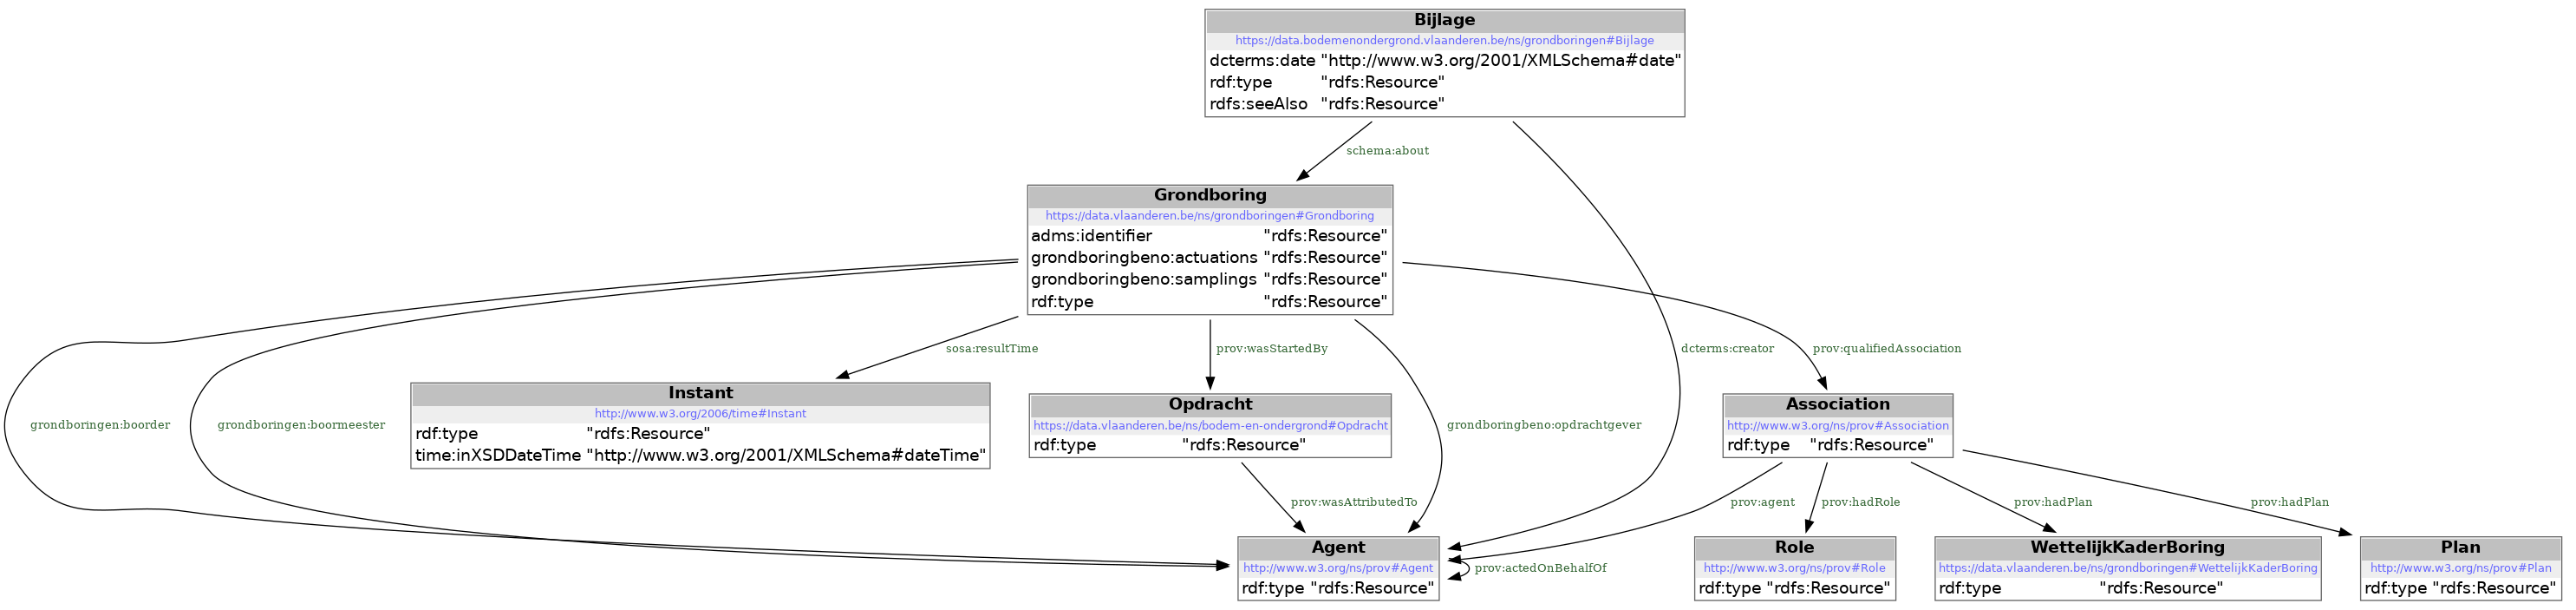 Bijlage
https://data.bodemenondergrond.vlaanderen.be/ns/grondboringen#Bijlage
dcterms:date "http://www.w3.org/2001/XMLSchema#date"
rdf:type "rdfs:Resource"
rdfs:seeAlso "rdfs:Resource"
schema:about
Grondboring
https://data.vlaanderen.be/ns/grondboringen#Grondboring
adms:identifier "rdfs:Resource"
grondboringbeno:actuations "rdfs:Resource"
grondboringbeno:samplings "rdfs:Resource"
rdf:type "rdfs:Resource"
sosa:resultTime
prov:wasStartedBy
dcterms:creator
prov:qualifiedAssociation
grondboringen:boorder
grondboringen:boormeester
Instant
http://www.w3.org/2006/time#Instant
rdf:type "rdfs:Resource"
time:inXSDDateTime "http://www.w3.org/2001/XMLSchema#dateTime"
Opdracht
https://data.vlaanderen.be/ns/bodem-en-ondergrond#Opdracht
rdf:type "rdfs:Resource"
grondboringbeno:opdrachtgever
Association
http://www.w3.org/ns/prov#Association
rdf:type "rdfs:Resource"
prov:wasAttributedTo
prov:agent
prov:hadRole
prov:hadPlan
prov:hadPlan
Agent
http://www.w3.org/ns/prov#Agent
rdf:type "rdfs:Resource"
prov:actedOnBehalfOf
Role
http://www.w3.org/ns/prov#Role
rdf:type "rdfs:Resource"
WettelijkKaderBoring
https://data.vlaanderen.be/ns/grondboringen#WettelijkKaderBoring
rdf:type "rdfs:Resource"
Plan
http://www.w3.org/ns/prov#Plan
rdf:type "rdfs:Resource"